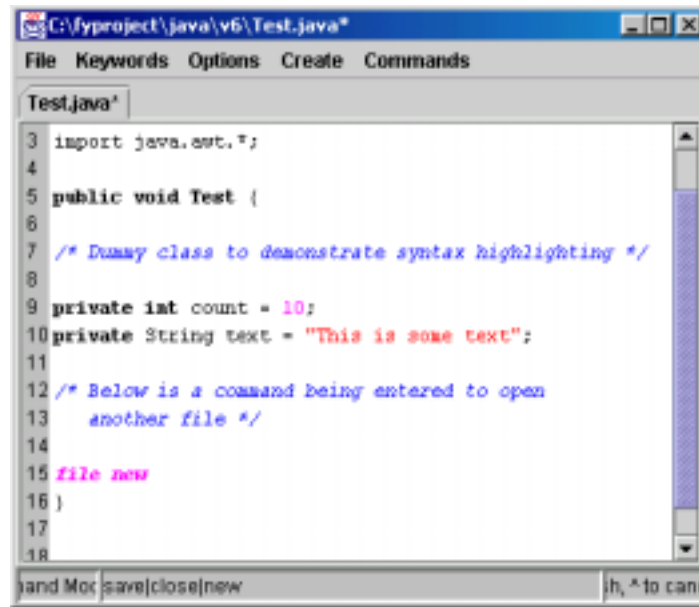 C:\fyproject\java\v6\Test.java*
File Keywords Options Create Commands
Test.java*
3 import java.awt.*;
4
5 public void Test {
6
7 /* Dummy class to demonstrate syntax highlighting */
8
9 private int count = 10;
10 private String text = "This is some text";
11
12 /* Below is a command being entered to open
13 another file */
14
15 file new
16 }
17
18
hand Moc save|close|new sh, ^ to can